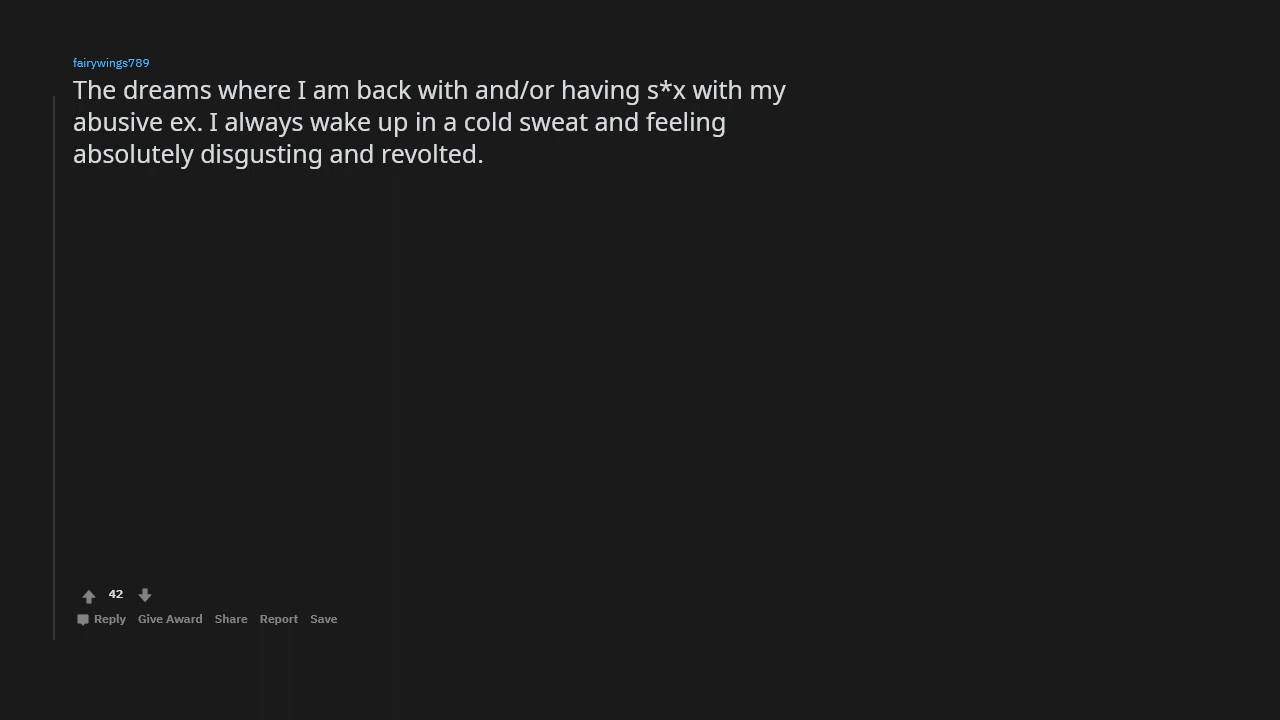 fairywings789
The dreams where I am back with and/or having s*x with my
abusive ex. I always wake up in a cold sweat and feeling
absolutely disgusting and revolted.
42
Reply Give Award Share Report Save